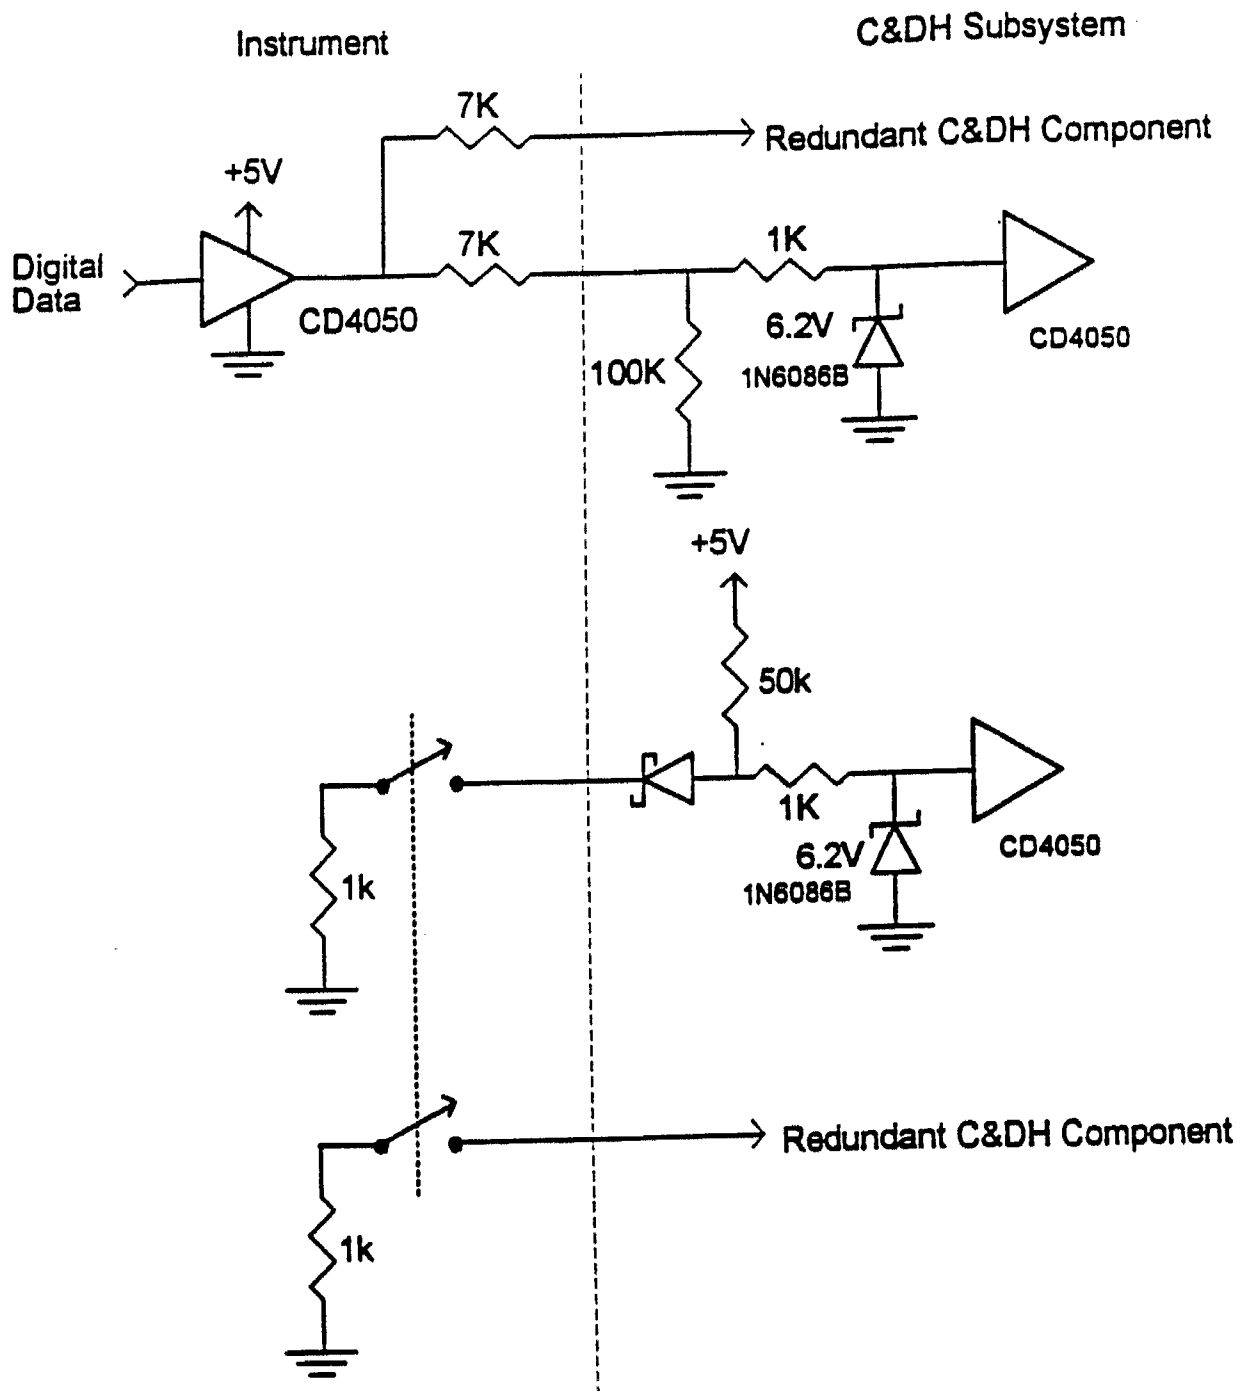 Instrument
C&DH Subsystem
7K
Redundant C&DH Component
+5V
7K
1K
Digital
Data
CD4050
6.2V
CD4050
100K
1N6086B
+5V
50k
1K
CD4050
6.2V
1k
1N6086B
Redundant C&DH Component
1k